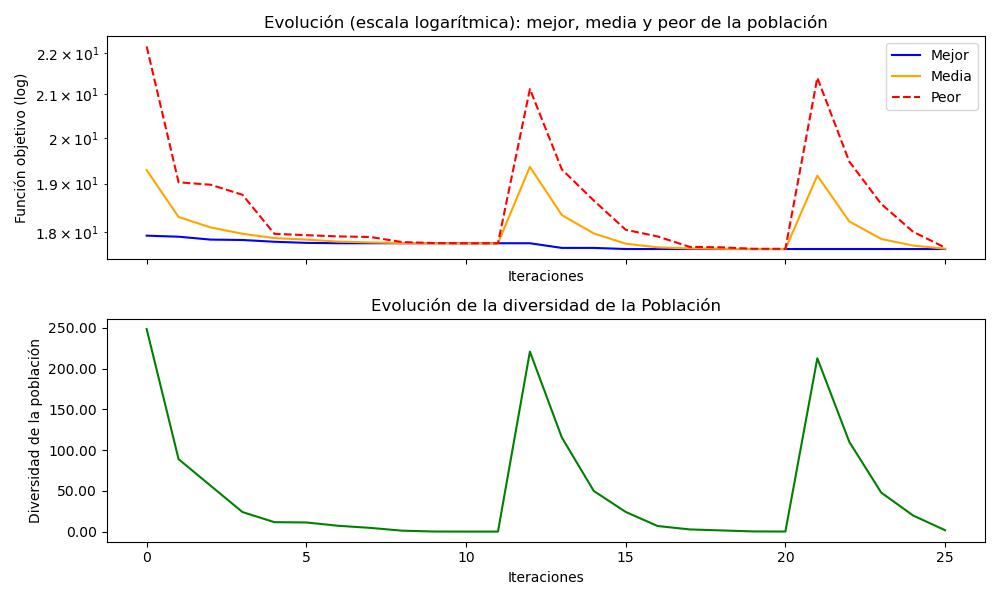 Evolución (escala logarítmica): mejor, media y peor de la población
Función objetivo (log)
2.2 × 10¹
2.1 × 10¹
2 × 10¹
1.9 × 10¹
1.8 × 10¹
Mejor
Media
Peor
Iteraciones
Evolución de la diversidad de la Población
Diversidad de la población
250.00
200.00
150.00
100.00
50.00
0.00
0 5 10 15 20 25
Iteraciones